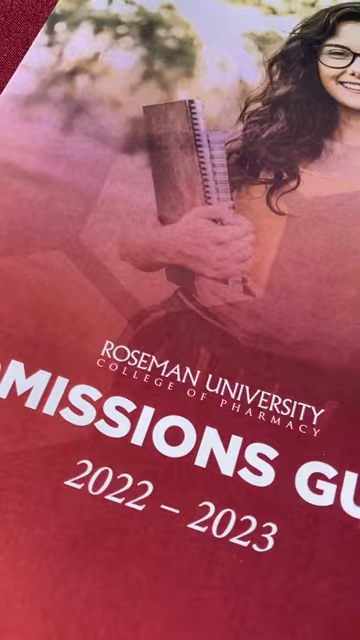 ROSEMAN UNIVERSITY
COLLEGE OF PHARMACY
MISSIONS GU
2022 – 2023